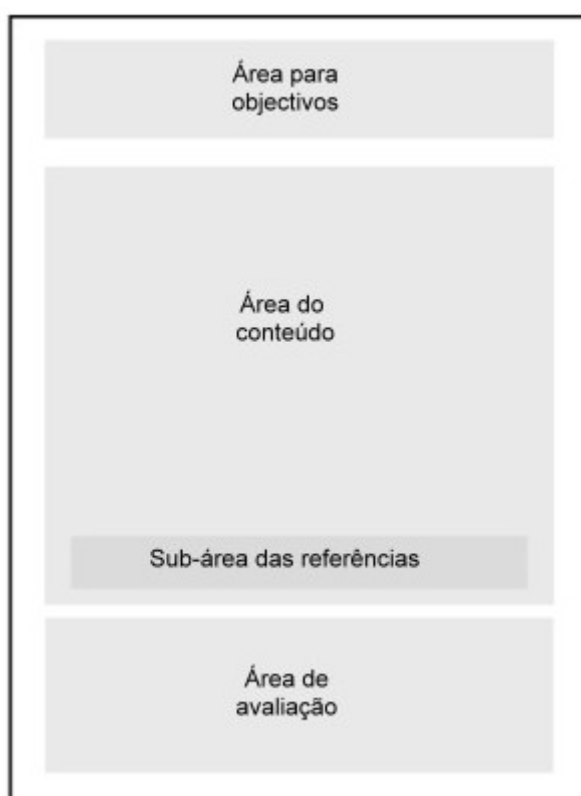 Área para
objectivos
Área do
conteúdo
Sub-área das referências
Área de
avaliação